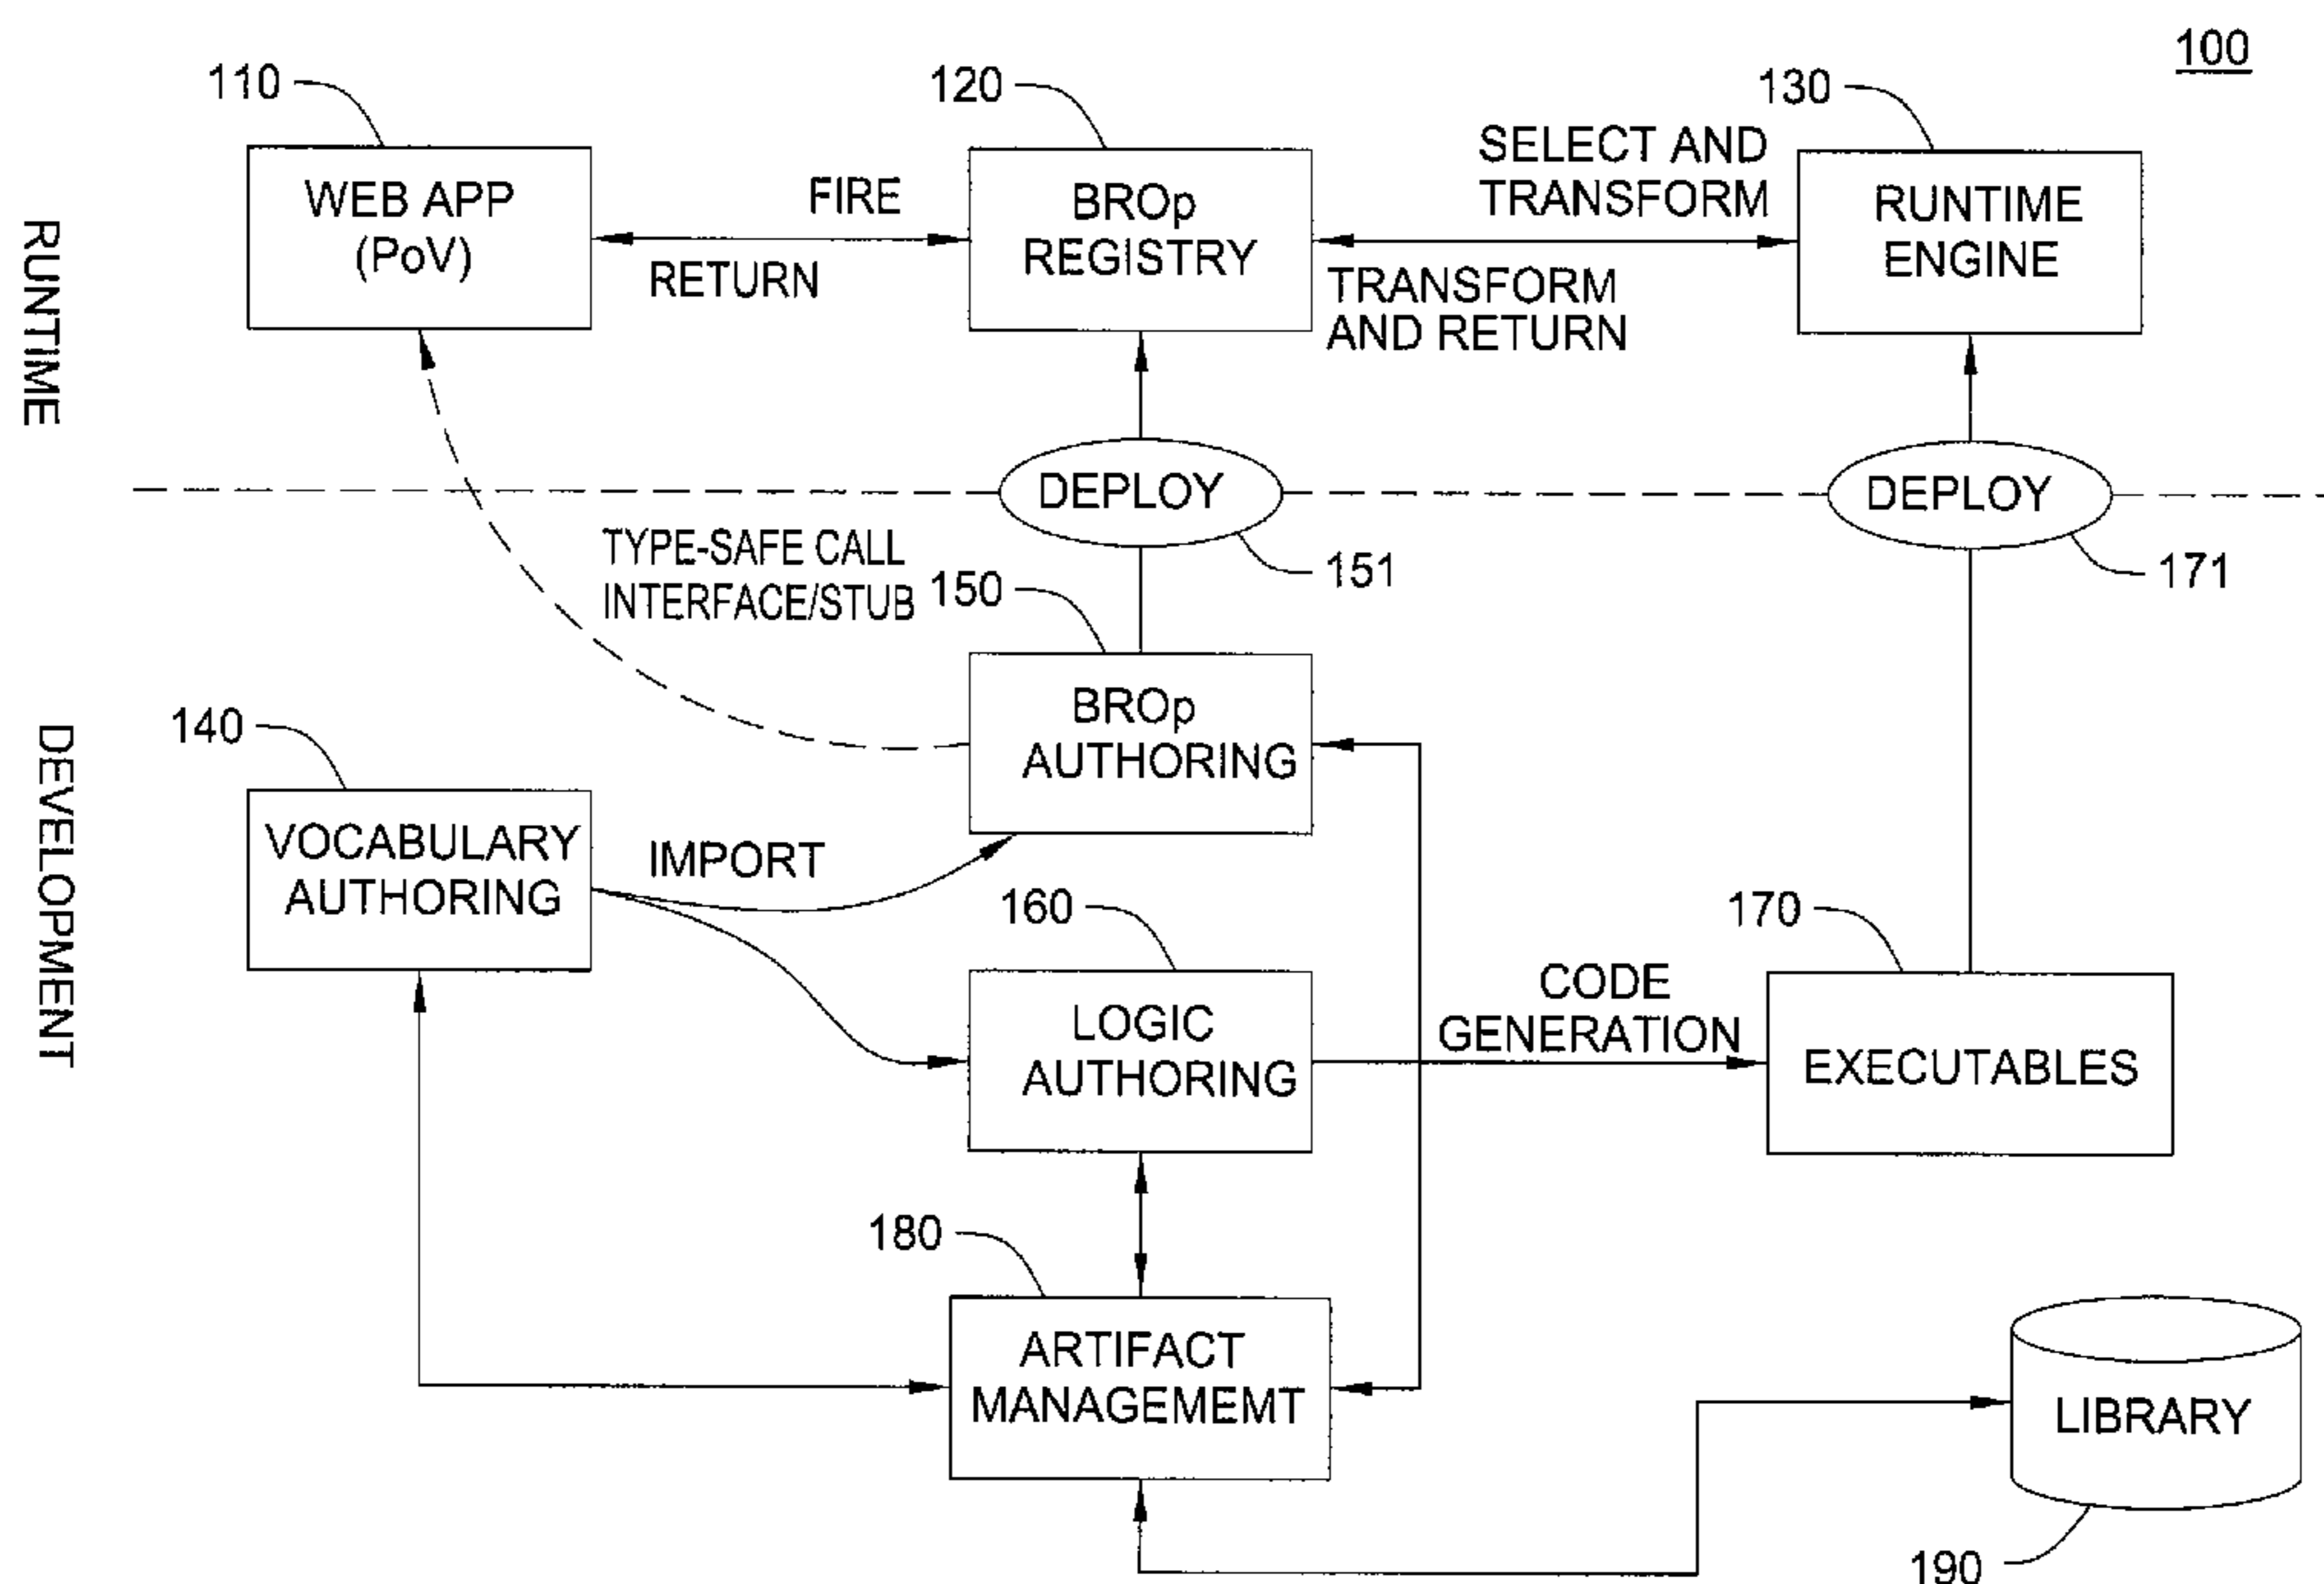 100
110
120
130
WEB APP
(PoV)
FIRE
RETURN
BROp
REGISTRY
SELECT AND
TRANSFORM
TRANSFORM
AND RETURN
RUNTIME
ENGINE
RUNTIME
DEPLOY
151
DEPLOY
171
TYPE-SAFE CALL
INTERFACE/STUB
150
BROp
AUTHORING
DEVELOPMENT
140
VOCABULARY
AUTHORING
IMPORT
160
LOGIC
AUTHORING
CODE
GENERATION
170
EXECUTABLES
180
ARTIFACT
MANAGEMEMT
LIBRARY
190